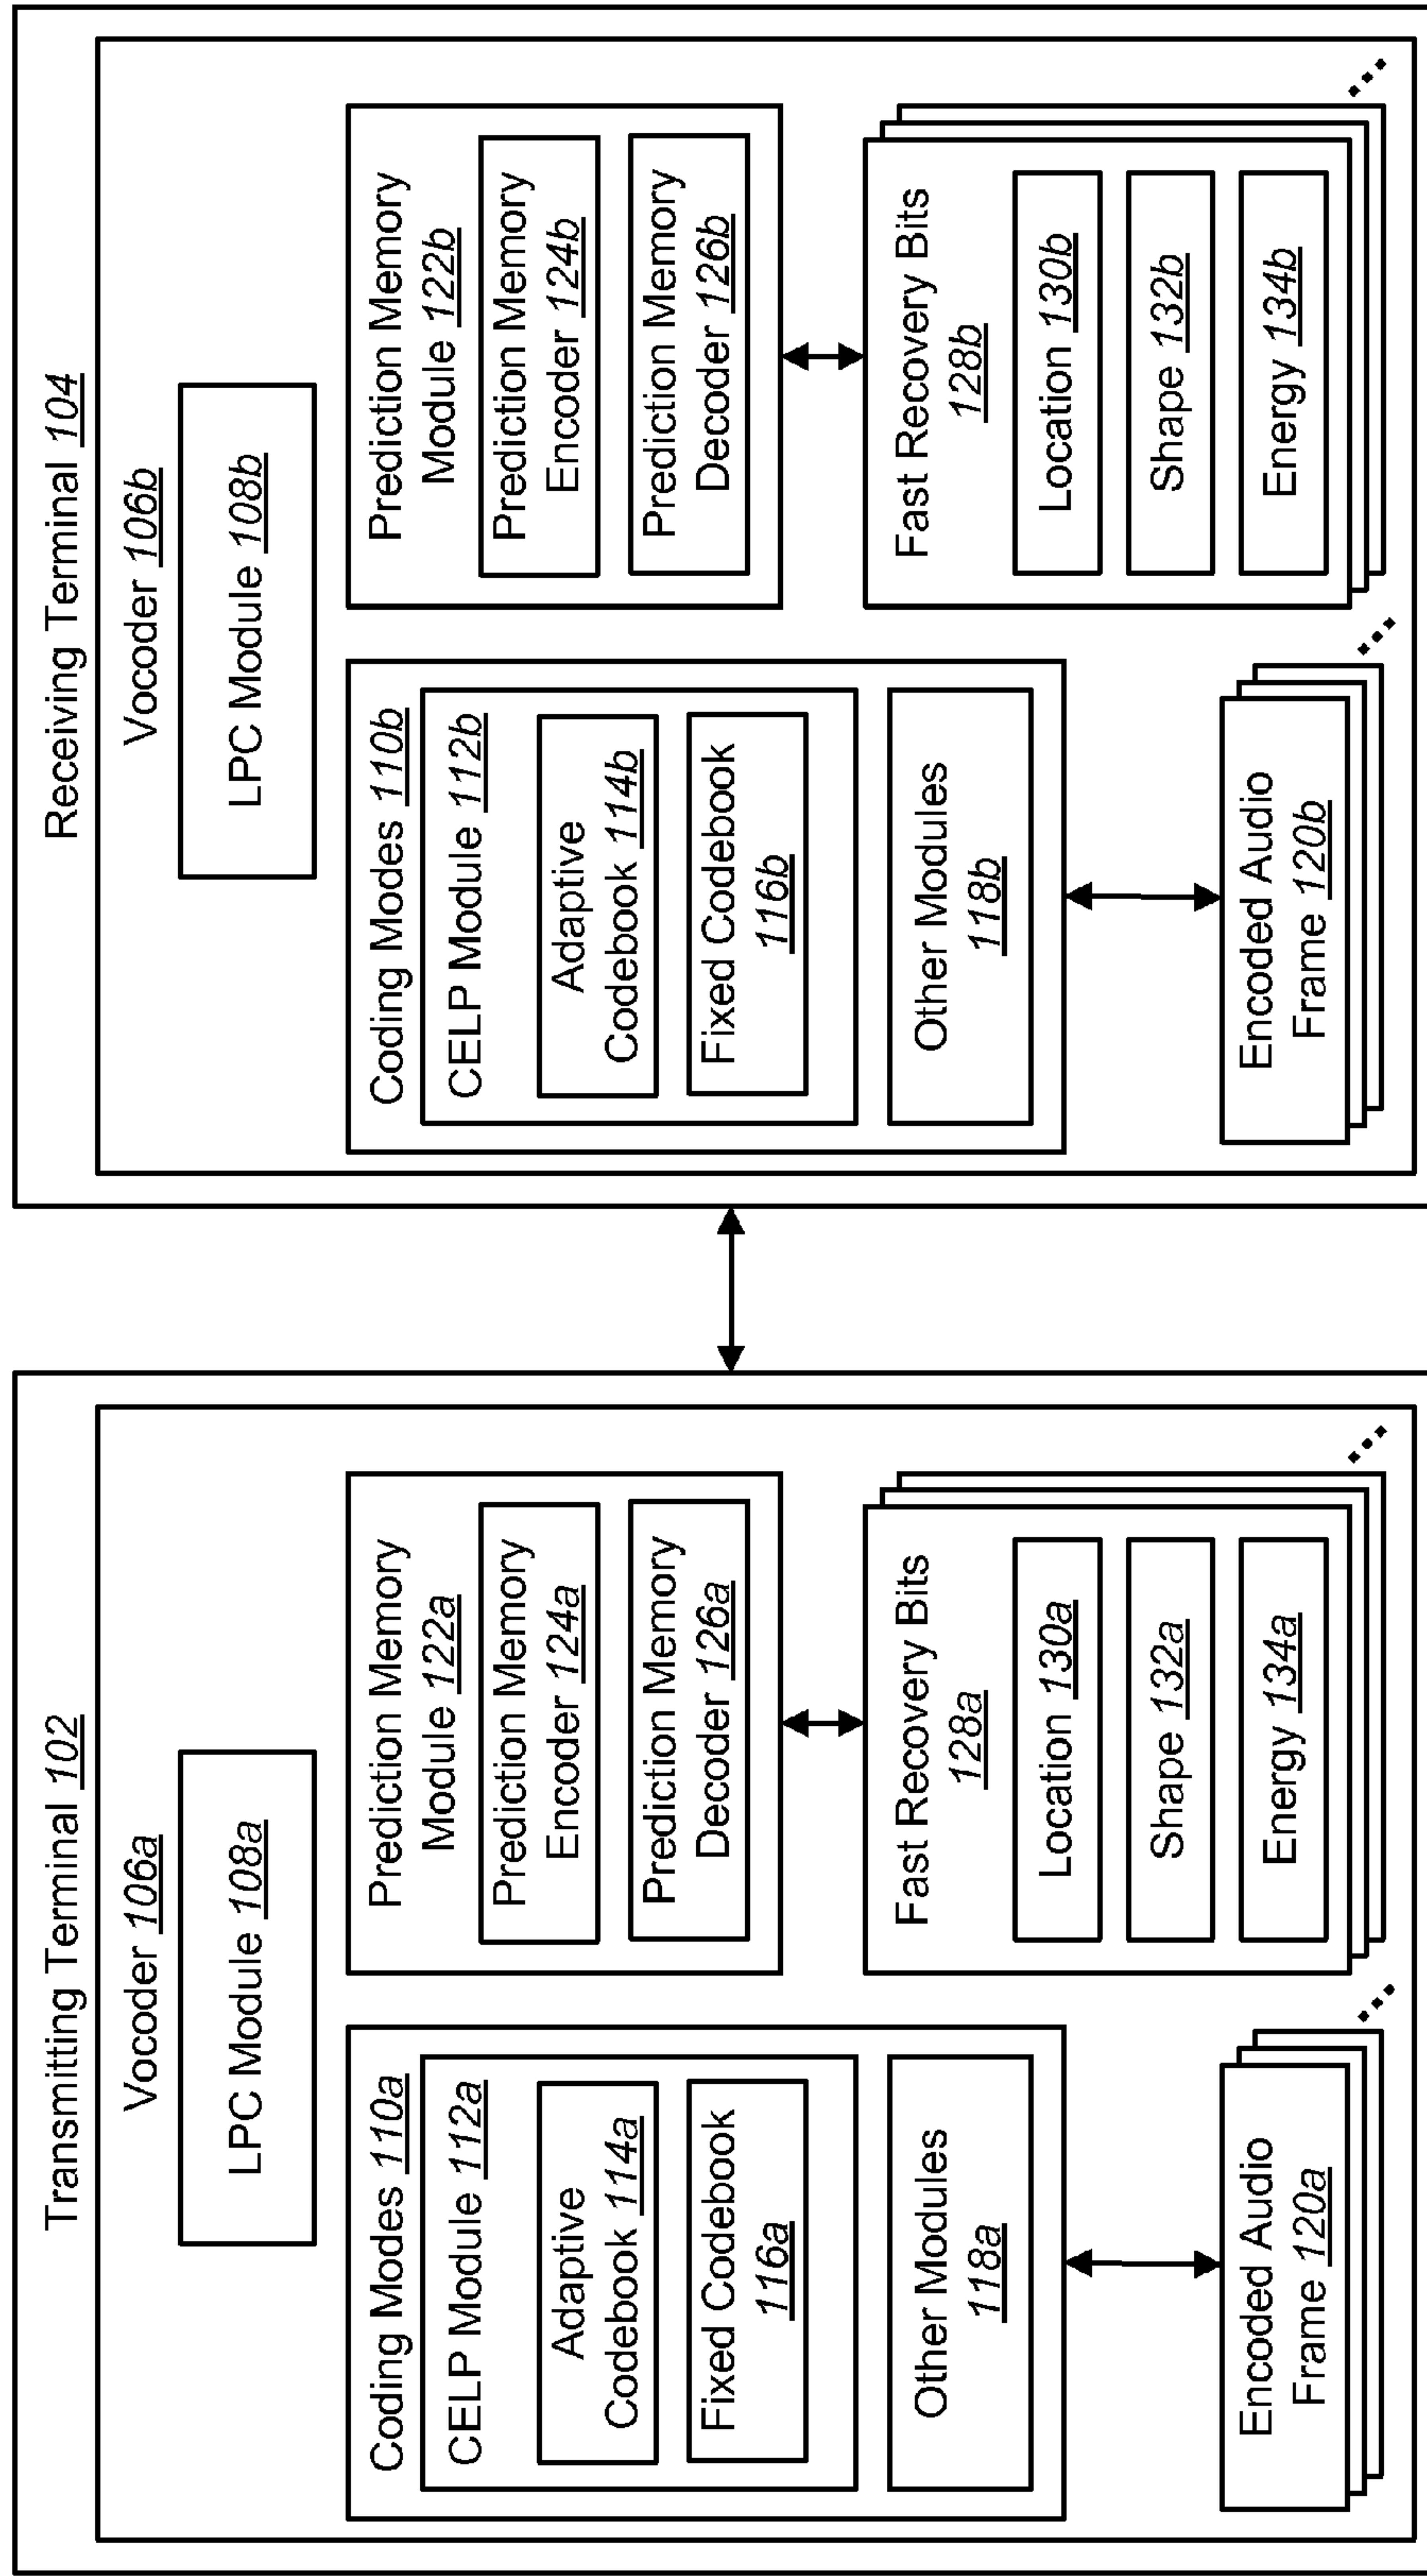 Transmitting Terminal 102
Vocoder 106a
LPC Module 108a
Coding Modes 110a
CELP Module 112a
Adaptive
Codebook 114a
Fixed Codebook
116a
Other Modules
118a
Encoded Audio
Frame 120a
Prediction Memory
Module 122a
Prediction Memory
Encoder 124a
Prediction Memory
Decoder 126a
Fast Recovery Bits
128a
Location 130a
Shape 132a
Energy 134a
Receiving Terminal 104
Vocoder 106b
LPC Module 108b
Coding Modes 110b
CELP Module 112b
Adaptive
Codebook 114b
Fixed Codebook
116b
Other Modules
118b
Encoded Audio
Frame 120b
Prediction Memory
Module 122b
Prediction Memory
Encoder 124b
Prediction Memory
Decoder 126b
Fast Recovery Bits
128b
Location 130b
Shape 132b
Energy 134b